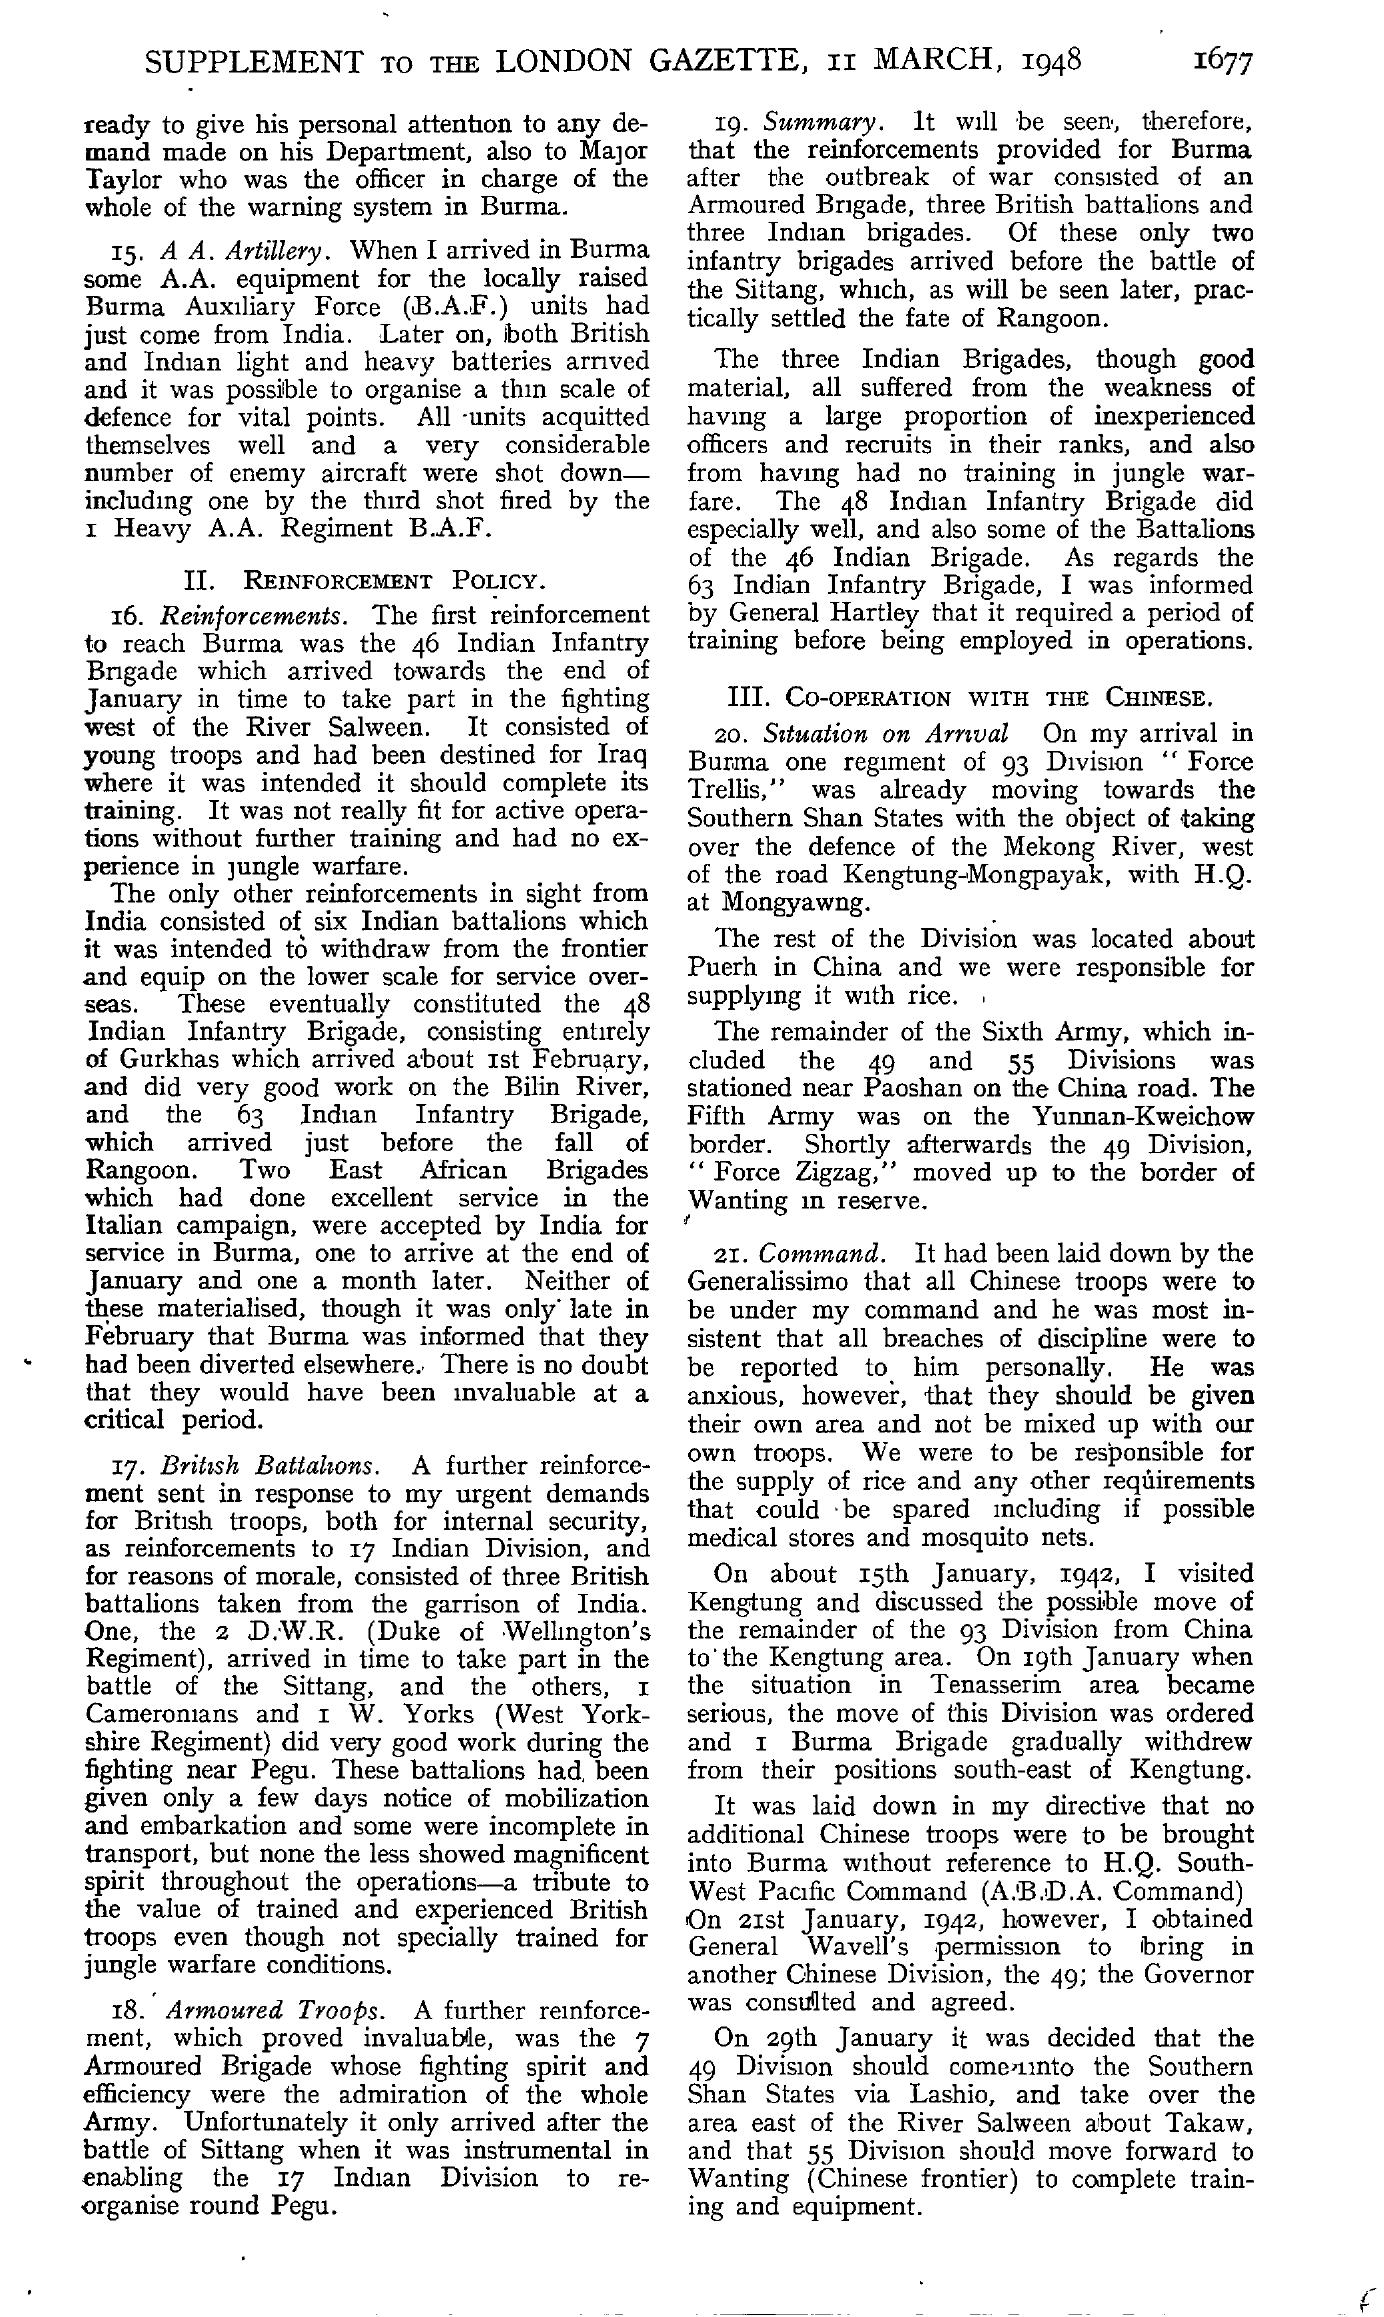 SUPPLEMENT TO THE LONDON GAZETTE, 11 MARCH, 1948 1677
ready to give his personal attention to any de-
mand made on his Department, also to Major
Taylor who was the officer in charge of the
whole of the warning system in Burma.
15. A A. Artillery. When I arrived in Burma
some A.A. equipment for the locally raised
Burma Auxiliary Force (B.A.F.) units had
just come from India. Later on, both British
and Indian light and heavy batteries arrived
and it was possible to organise a thin scale of
defence for vital points. All units acquitted
themselves well and a very considerable
number of enemy aircraft were shot down—
including one by the third shot fired by the
1 Heavy A.A. Regiment B.A.F.
II. REINFORCEMENT POLICY.
16. Reinforcements. The first reinforcement
to reach Burma was the 46 Indian Infantry
Brigade which arrived towards the end of
January in time to take part in the fighting
west of the River Salween. It consisted of
young troops and had been destined for Iraq
where it was intended it should complete its
training. It was not really fit for active opera-
tions without further training and had no ex-
perience in jungle warfare.
The only other reinforcements in sight from
India consisted of six Indian battalions which
it was intended to withdraw from the frontier
and equip on the lower scale for service over-
seas. These eventually constituted the 48
Indian Infantry Brigade, consisting entirely
of Gurkhas which arrived about 1st February,
and did very good work on the Bilin River,
and the 63 Indian Infantry Brigade,
which arrived just before the fall of
Rangoon. Two East African Brigades
which had done excellent service in the
Italian campaign, were accepted by India for
service in Burma, one to arrive at the end of
January and one a month later. Neither of
these materialised, though it was only late in
February that Burma was informed that they
had been diverted elsewhere. There is no doubt
that they would have been invaluable at a
critical period.
17. British Battalions. A further reinforce-
ment sent in response to my urgent demands
for British troops, both for internal security,
as reinforcements to 17 Indian Division, and
for reasons of morale, consisted of three British
battalions taken from the garrison of India.
One, the 2 D.W.R. (Duke of Wellington's
Regiment), arrived in time to take part in the
battle of the Sittang, and the others, 1
Cameronians and 1 W. Yorks (West York-
shire Regiment) did very good work during the
fighting near Pegu. These battalions had been
given only a few days notice of mobilization
and embarkation and some were incomplete in
transport, but none the less showed magnificent
spirit throughout the operations—a tribute to
the value of trained and experienced British
troops even though not specially trained for
jungle warfare conditions.
18. Armoured Troops. A further reinforce-
ment, which proved invaluable, was the 7
Armoured Brigade whose fighting spirit and
efficiency were the admiration of the whole
Army. Unfortunately it only arrived after the
battle of Sittang when it was instrumental in
enabling the 17 Indian Division to re-
organise round Pegu.
19. Summary. It will be seen, therefore,
that the reinforcements provided for Burma
after the outbreak of war consisted of an
Armoured Brigade, three British battalions and
three Indian brigades. Of these only two
infantry brigades arrived before the battle of
the Sittang, which, as will be seen later, prac-
tically settled the fate of Rangoon.
The three Indian Brigades, though good
material, all suffered from the weakness of
having a large proportion of inexperienced
officers and recruits in their ranks, and also
from having had no training in jungle war-
fare. The 48 Indian Infantry Brigade did
especially well, and also some of the Battalions
of the 46 Indian Brigade. As regards the
63 Indian Infantry Brigade, I was informed
by General Hartley that it required a period of
training before being employed in operations.
III. CO-OPERATION WITH THE CHINESE.
20. Situation on Arrival On my arrival in
Burma one regiment of 93 Division "Force
Trellis," was already moving towards the
Southern Shan States with the object of taking
over the defence of the Mekong River, west
of the road Kengtung-Mongpayak, with H.Q.
at Mongyawng.
The rest of the Division was located about
Puerh in China and we were responsible for
supplying it with rice.
The remainder of the Sixth Army, which in-
cluded the 49 and 55 Divisions was
stationed near Paoshan on the China road. The
Fifth Army was on the Yunnan-Kweichow
border. Shortly afterwards the 49 Division,
"Force Zigzag," moved up to the border of
Wanting in reserve.
21. Command. It had been laid down by the
Generalissimo that all Chinese troops were to
be under my command and he was most in-
sistent that all breaches of discipline were to
be reported to him personally. He was
anxious, however, that they should be given
their own area and not be mixed up with our
own troops. We were to be responsible for
the supply of rice and any other requirements
that could be spared including if possible
medical stores and mosquito nets.
On about 15th January, 1942, I visited
Kengtung and discussed the possible move of
the remainder of the 93 Division from China
to the Kengtung area. On 19th January when
the situation in Tenasserim area became
serious, the move of this Division was ordered
and 1 Burma Brigade gradually withdrew
from their positions south-east of Kengtung.
It was laid down in my directive that no
additional Chinese troops were to be brought
into Burma without reference to H.Q. South-
West Pacific Command (A.B.D.A. Command)
On 21st January, 1942, however, I obtained
General Wavell's permission to bring in
another Chinese Division, the 49; the Governor
was consulted and agreed.
On 29th January it was decided that the
49 Division should come into the Southern
Shan States via Lashio, and take over the
area east of the River Salween about Takaw,
and that 55 Division should move forward to
Wanting (Chinese frontier) to complete train-
ing and equipment.